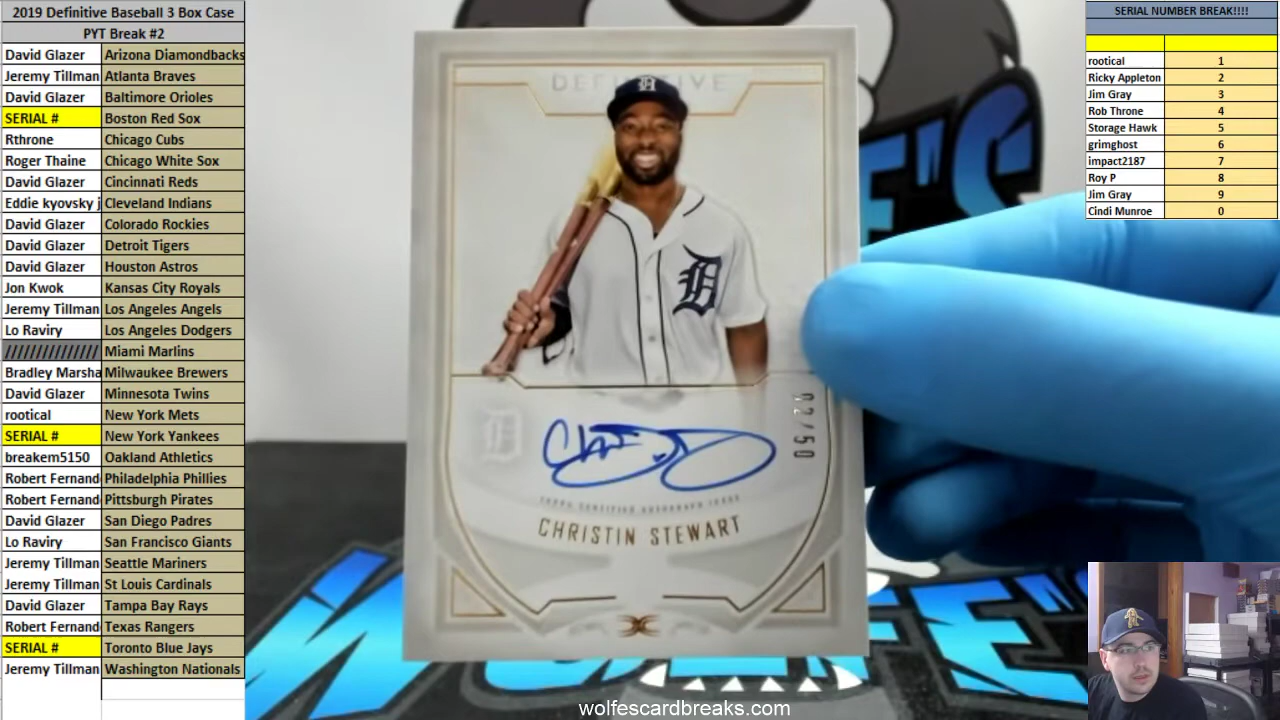 2019 Definitive Baseball 3 Box Case
PYT Break #2
David Glazer Arizona Diamondbacks
Jeremy Tillman Atlanta Braves
David Glazer Baltimore Orioles
SERIAL # Boston Red Sox
Rthrone Chicago Cubs
Roger Thaine Chicago White Sox
David Glazer Cincinnati Reds
Eddie kyovsky j Cleveland Indians
David Glazer Colorado Rockies
David Glazer Detroit Tigers
David Glazer Houston Astros
Jon Kwok Kansas City Royals
Jeremy Tillman Los Angeles Angels
Lo Raviry Los Angeles Dodgers
/////////////// Miami Marlins
Bradley Marsha Milwaukee Brewers
David Glazer Minnesota Twins
rootical New York Mets
SERIAL # New York Yankees
breakem5150 Oakland Athletics
Robert Fernand Philadelphia Phillies
Robert Fernand Pittsburgh Pirates
David Glazer San Diego Padres
Lo Raviry San Francisco Giants
Jeremy Tillman Seattle Mariners
Jeremy Tillman St Louis Cardinals
David Glazer Tampa Bay Rays
Robert Fernand Texas Rangers
SERIAL # Toronto Blue Jays
Jeremy Tillman Washington Nationals
DEFINITIVE
D
D
D
02/50
TOPPS CERTIFIED AUTOGRAPH ISSUE
CHRISTIN STEWART
WOLFE'S
wolfescardbreaks.com
SERIAL NUMBER BREAK!!!!
rootical 1
Ricky Appleton 2
Jim Gray 3
Rob Throne 4
Storage Hawk 5
grimghost 6
impact2187 7
Roy P 8
Jim Gray 9
Cindi Munroe 0